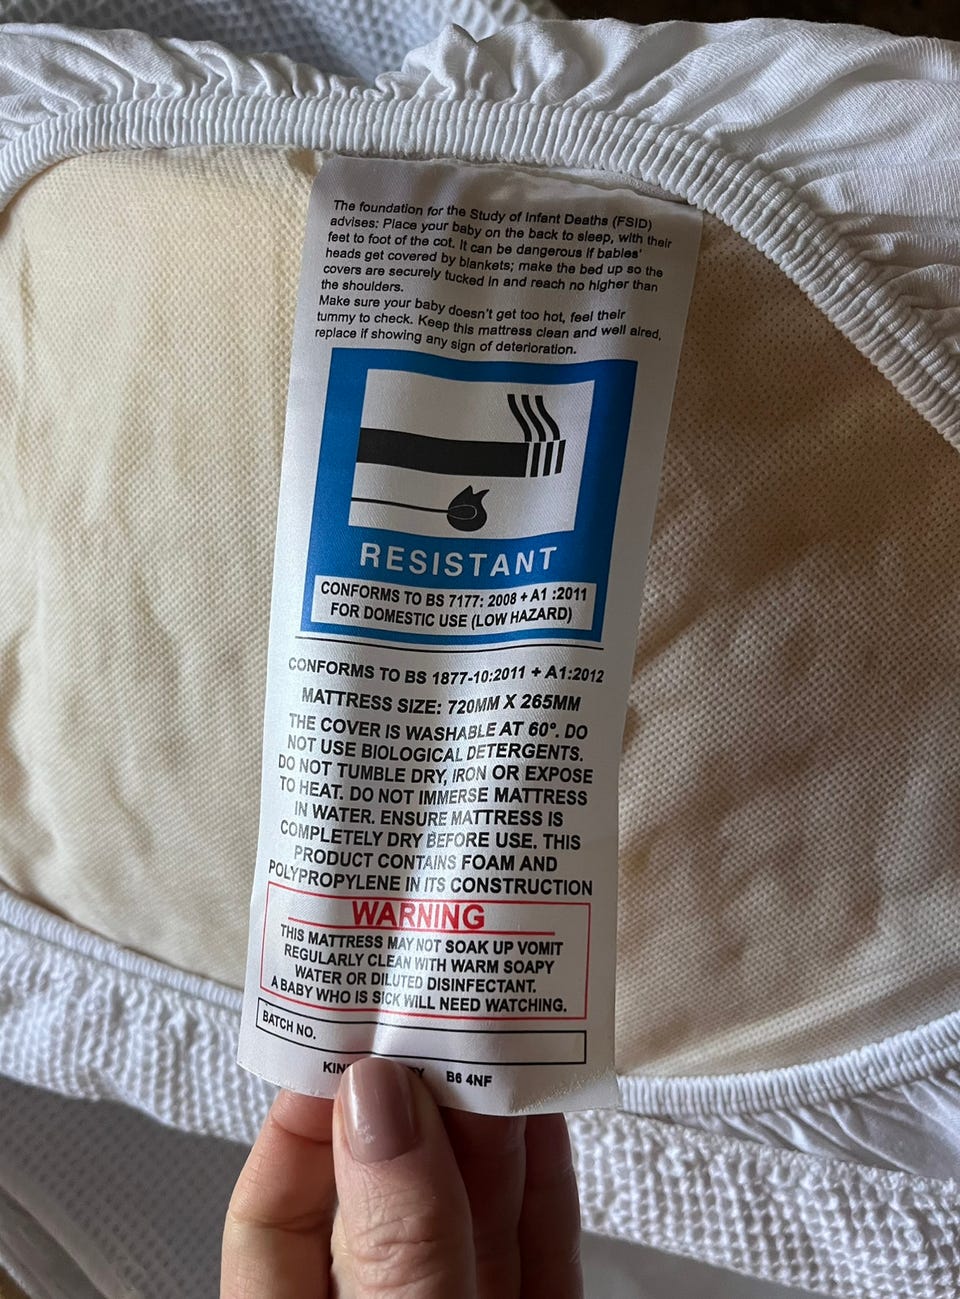 The foundation for the Study of Infant Deaths (FSID)
advises: Place your baby on the back to sleep, with their
feet to foot of the cot. It can be dangerous if babies'
heads get covered by blankets; make the bed up so the
covers are securely tucked in and reach no higher than
the shoulders.
Make sure your baby doesn't get too hot, feel their
tummy to check. Keep this mattress clean and well aired,
replace if showing any sign of deterioration.
RESISTANT
CONFORMS TO BS 7177: 2008 + A1 :2011
FOR DOMESTIC USE (LOW HAZARD)
CONFORMS TO BS 1877-10:2011 + A1:2012
MATTRESS SIZE: 720MM X 265MM
THE COVER IS WASHABLE AT 60°. DO
NOT USE BIOLOGICAL DETERGENTS.
DO NOT TUMBLE DRY, IRON OR EXPOSE
TO HEAT. DO NOT IMMERSE MATTRESS
IN WATER. ENSURE MATTRESS IS
COMPLETELY DRY BEFORE USE. THIS
PRODUCT CONTAINS FOAM AND
POLYPROPYLENE IN ITS CONSTRUCTION
WARNING
THIS MATTRESS MAY NOT SOAK UP VOMIT
REGULARLY CLEAN WITH WARM SOAPY
WATER OR DILUTED DISINFECTANT.
A BABY WHO IS SICK WILL NEED WATCHING.
BATCH NO.
B6 4NF